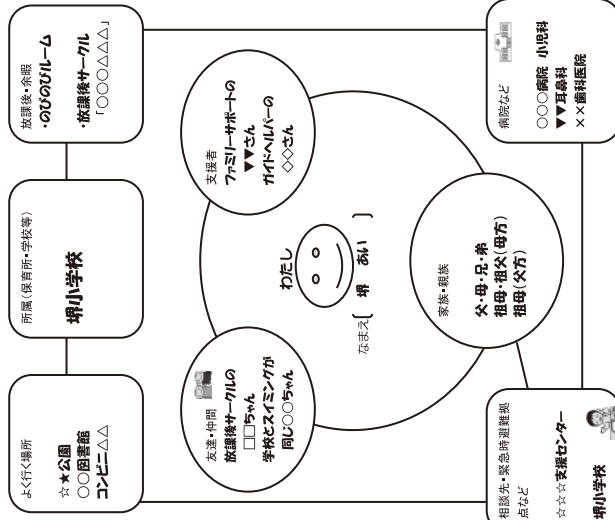 よく行く場所
☆★公園
○○図書館
コンビニ△△
所属(保育所・学校等)
堺小学校
放課後・余暇
・のびのびルーム
・放課後サークル
「○○○△△△」
友達・仲間
放課後サークルの
□□ちゃん
学校とスイミングが
同じ○○ちゃん
支援者
ファミリーサポートの
▼▼さん
ガイドヘルパーの
◇◇さん
わたし
なまえ[ 堺 あい ]
家族・親族
父・母・兄・弟
祖母・祖父(母方)
祖母(父方)
相談先・緊急時避難拠
点など
☆☆☆支援センター
堺小学校
病院など
○○○病院 小児科
▼▼耳鼻科
××歯科医院